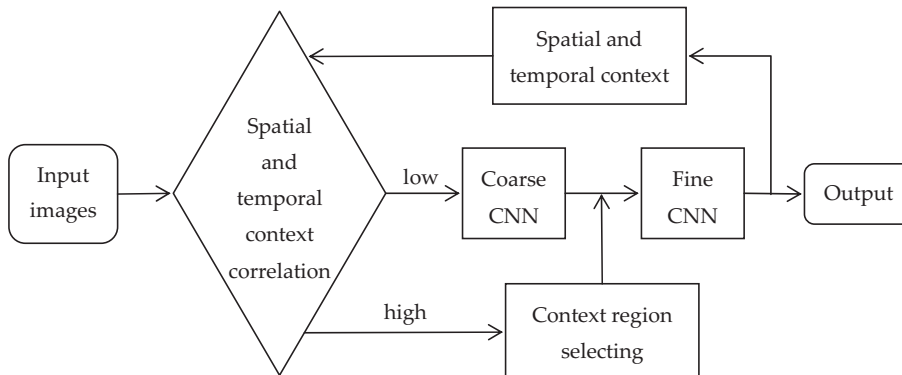 Spatial and
temporal context
Input
images
Spatial
and
temporal
context
correlation
low
Coarse
CNN
Fine
CNN
Output
high
Context region
selecting